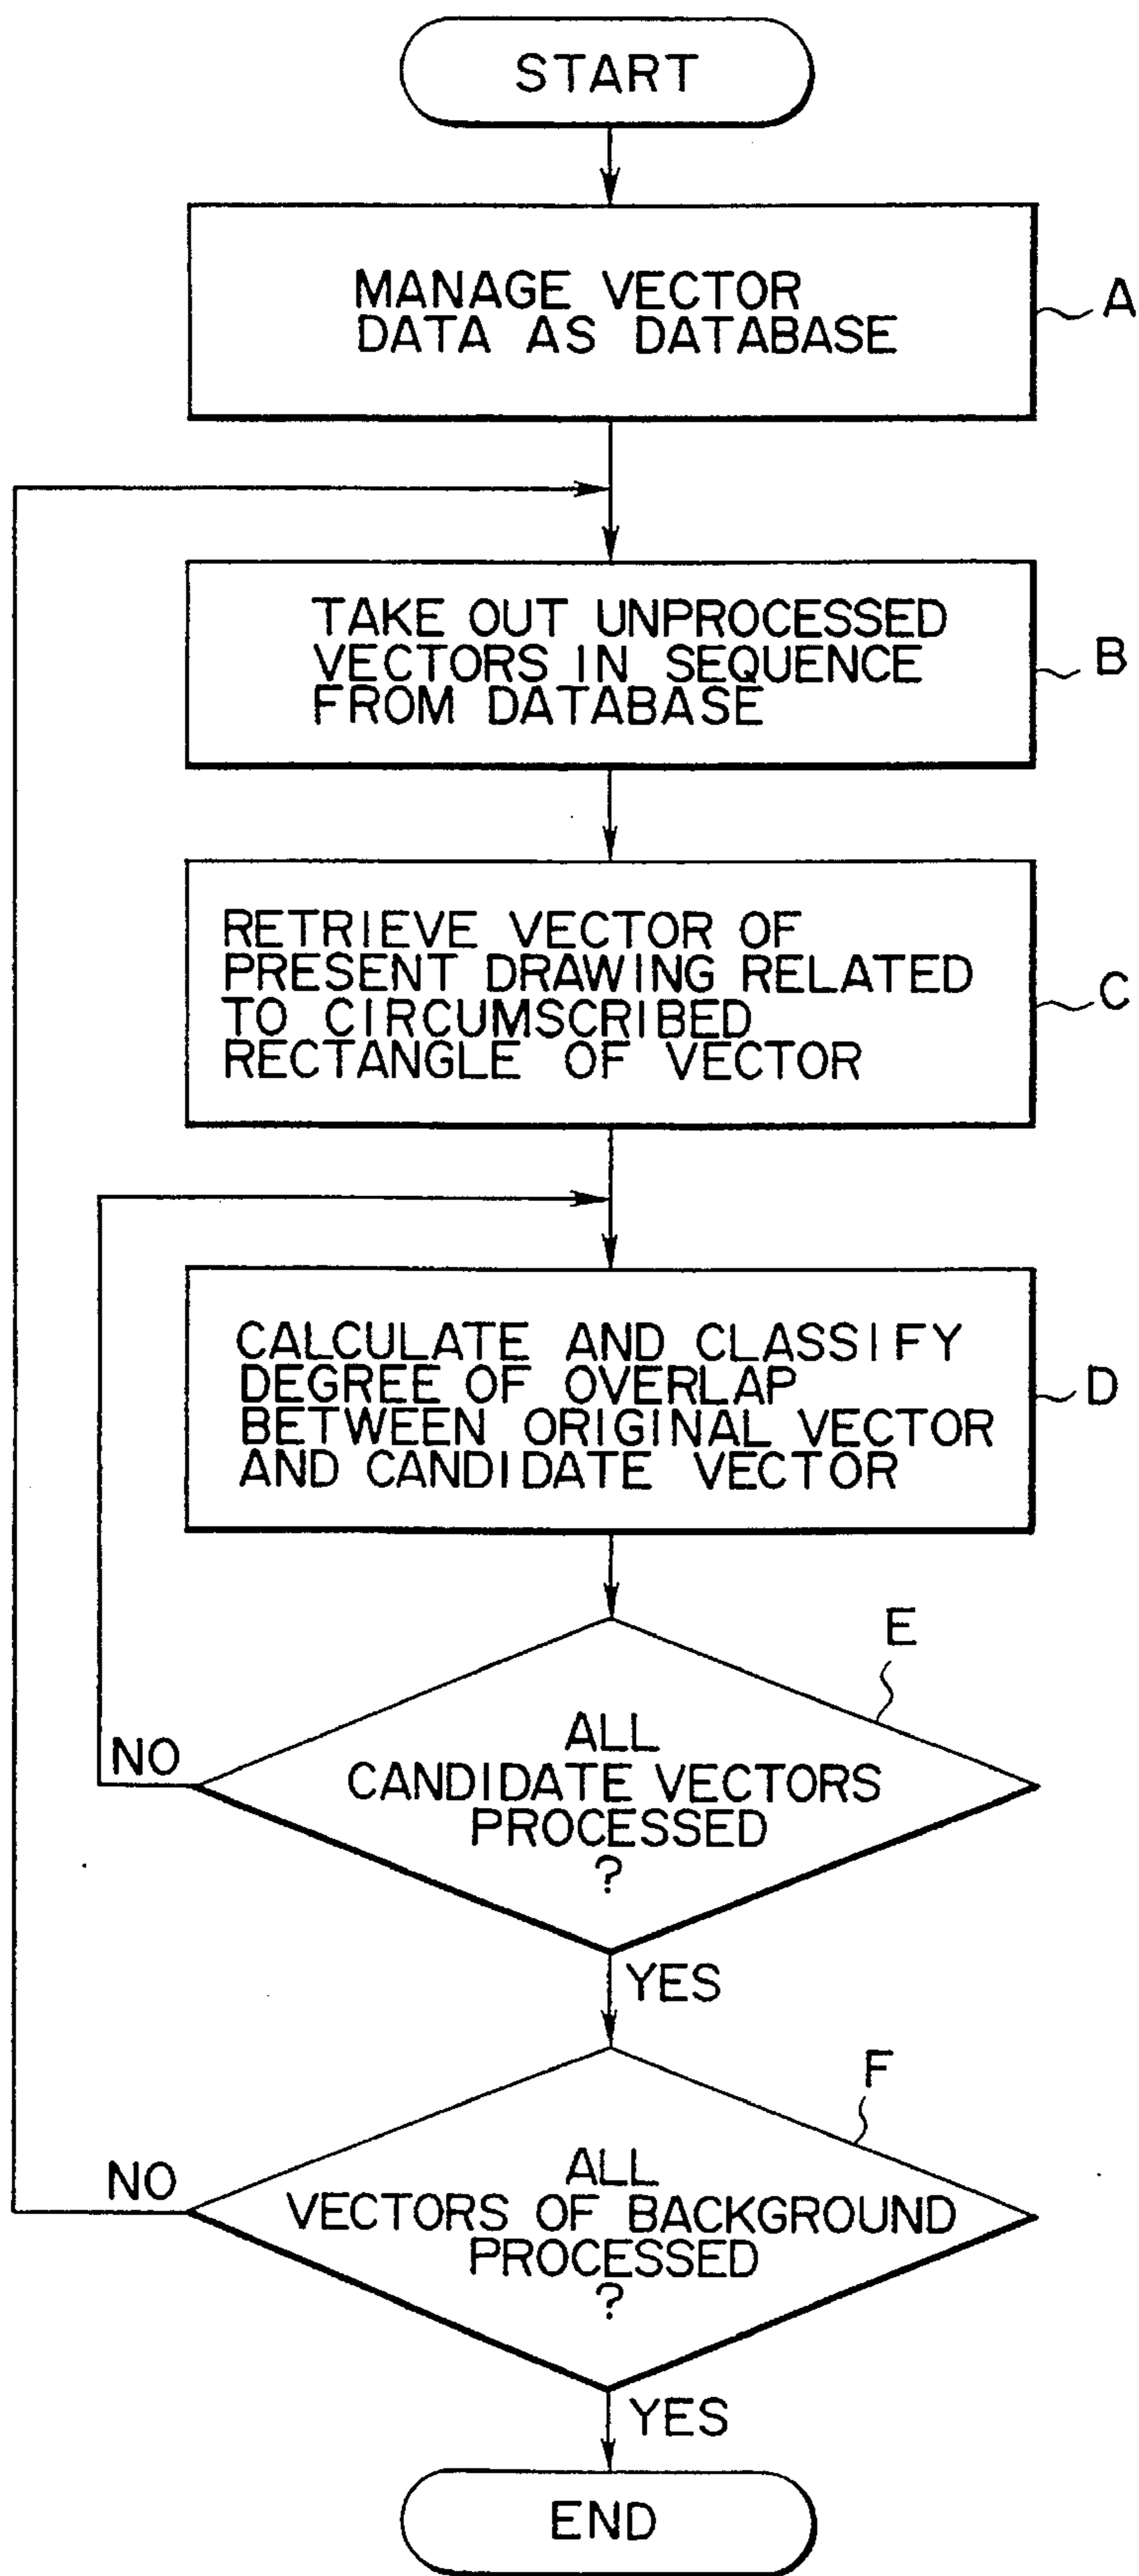 START
MANAGE VECTOR
DATA AS DATABASE
A
TAKE OUT UNPROCESSED
VECTORS IN SEQUENCE
FROM DATABASE
B
RETRIEVE VECTOR OF
PRESENT DRAWING RELATED
TO CIRCUMSCRIBED
RECTANGLE OF VECTOR
C
CALCULATE AND CLASSIFY
DEGREE OF OVERLAP
BETWEEN ORIGINAL VECTOR
AND CANDIDATE VECTOR
D
E
ALL
CANDIDATE VECTORS
PROCESSED
?
NO
YES
F
ALL
VECTORS OF BACKGROUND
PROCESSED
?
NO
YES
END